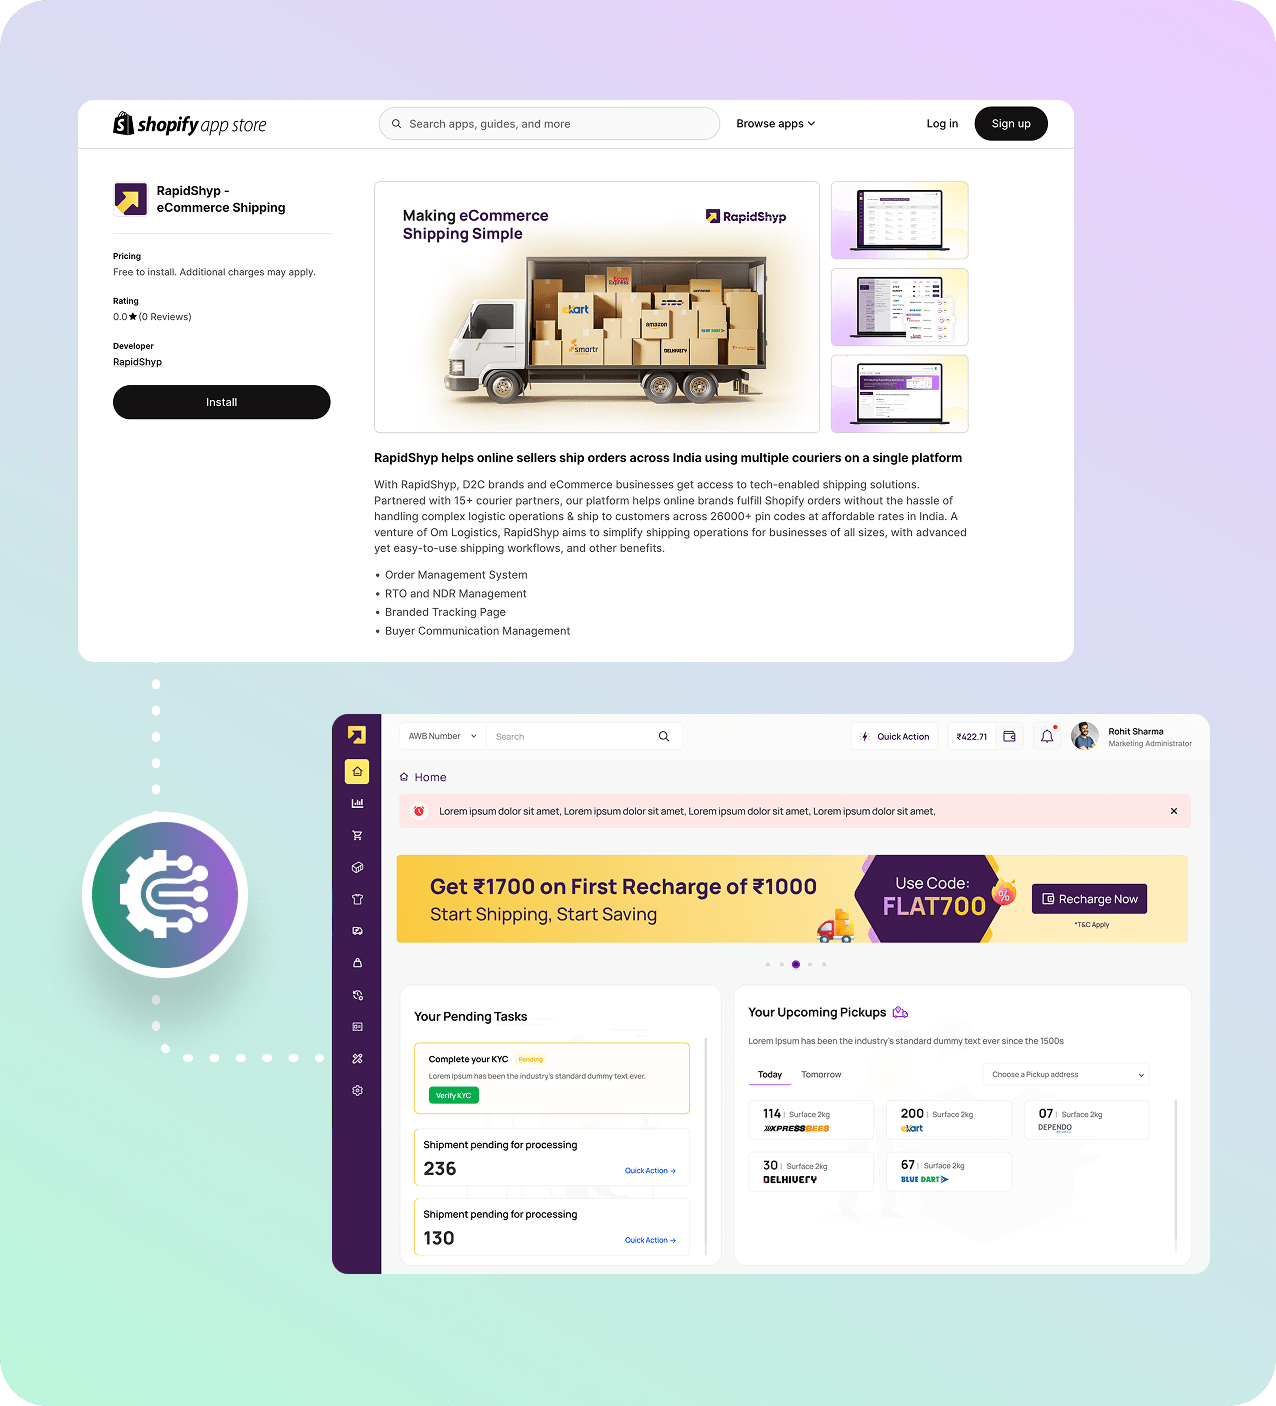 shopify app store
Search apps, guides, and more
Browse apps
Log in
Sign up
RapidShyp -
eCommerce Shipping
Pricing
Free to install. Additional charges may apply.
Rating
0.0★(0 Reviews)
Developer
RapidShyp
Install
Making eCommerce
Shipping Simple
RapidShyp
Ecom
Express
XPRESSBEES
ekart
DTDC
amazon
BLUE DART
smartr
DELHIVERY
RapidShyp helps online sellers ship orders across India using multiple couriers on a single platform
With RapidShyp, D2C brands and eCommerce businesses get access to tech-enabled shipping solutions.
Partnered with 15+ courier partners, our platform helps online brands fulfill Shopify orders without the hassle of
handling complex logistic operations & ship to customers across 26000+ pin codes at affordable rates in India. A
venture of Om Logistics, RapidShyp aims to simplify shipping operations for businesses of all sizes, with advanced
yet easy-to-use shipping workflows, and other benefits.
• Order Management System
• RTO and NDR Management
• Branded Tracking Page
• Buyer Communication Management
AWB Number
Search
Quick Action
₹422.71
Rohit Sharma
Marketing Administrator
Home
Lorem ipsum dolor sit amet, Lorem ipsum dolor sit amet, Lorem ipsum dolor sit amet, Lorem ipsum dolor sit amet,
Get ₹1700 on First Recharge of ₹1000
Start Shipping, Start Saving
Use Code:
FLAT700
%
Recharge Now
*T&C Apply
Your Pending Tasks
Complete your KYC Pending
Lorem Ipsum has been the industry's standard dummy text ever.
Verify KYC
Shipment pending for processing
236
Quick Action →
Shipment pending for processing
130
Quick Action →
Your Upcoming Pickups
Lorem Ipsum has been the industry's standard dummy text ever since the 1500s
Today
Tomorrow
Choose a Pickup address
114 | Surface 2kg
XPRESSBEES
200 | Surface 2kg
ekart
07 | Surface 2kg
DEPENDO
30 | Surface 2kg
DELHIVERY
67 | Surface 2kg
BLUE DART